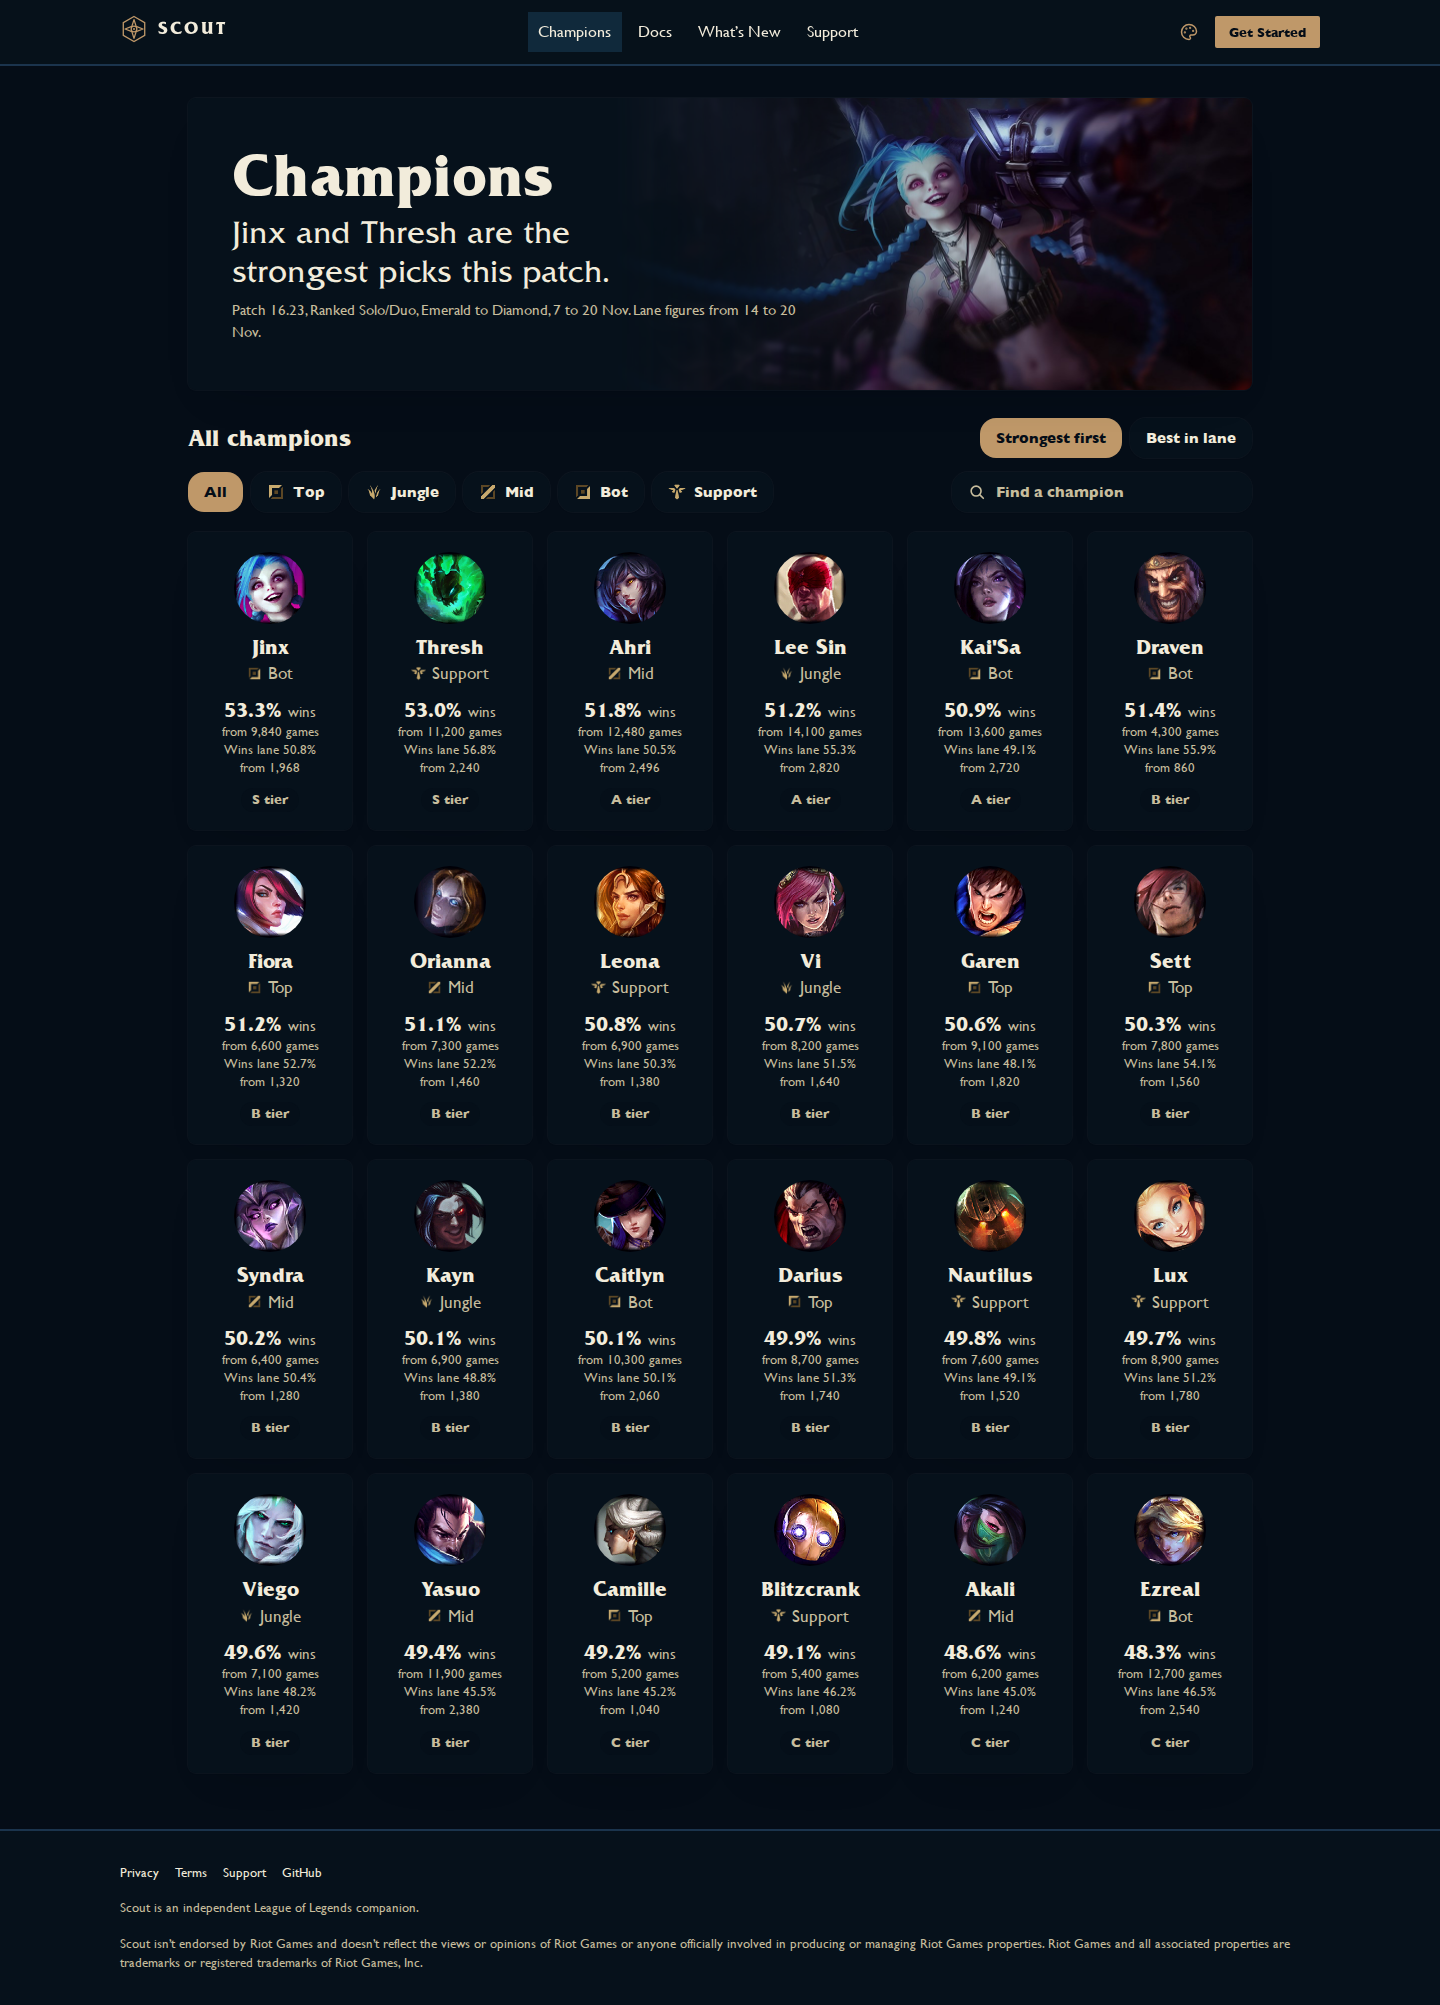 SCOUT
Champions Docs What's New Support
Get Started
Champions
Jinx and Thresh are the
strongest picks this patch.
Patch 16.23, Ranked Solo/Duo, Emerald to Diamond, 7 to 20 Nov. Lane figures from 14 to 20
Nov.
All champions
Strongest first Best in lane
All Top Jungle Mid Bot Support
Find a champion
Jinx Thresh Ahri Lee Sin Kai'Sa Draven
Bot Support Mid Jungle Bot Bot
53.3% wins 53.0% wins 51.8% wins 51.2% wins 50.9% wins 51.4% wins
from 9,840 games from 11,200 games from 12,480 games from 14,100 games from 13,600 games from 4,300 games
Wins lane 50.8% Wins lane 56.8% Wins lane 50.5% Wins lane 55.3% Wins lane 49.1% Wins lane 55.9%
from 1,968 from 2,240 from 2,496 from 2,820 from 2,720 from 860
S tier S tier A tier A tier A tier B tier
Fiora Orianna Leona Vi Garen Sett
Top Mid Support Jungle Top Top
51.2% wins 51.1% wins 50.8% wins 50.7% wins 50.6% wins 50.3% wins
from 6,600 games from 7,300 games from 6,900 games from 8,200 games from 9,100 games from 7,800 games
Wins lane 52.7% Wins lane 52.2% Wins lane 50.3% Wins lane 51.5% Wins lane 48.1% Wins lane 54.1%
from 1,320 from 1,460 from 1,380 from 1,640 from 1,820 from 1,560
B tier B tier B tier B tier B tier B tier
Syndra Kayn Caitlyn Darius Nautilus Lux
Mid Jungle Bot Top Support Support
50.2% wins 50.1% wins 50.1% wins 49.9% wins 49.8% wins 49.7% wins
from 6,400 games from 6,900 games from 10,300 games from 8,700 games from 7,600 games from 8,900 games
Wins lane 50.4% Wins lane 48.8% Wins lane 50.1% Wins lane 51.3% Wins lane 49.1% Wins lane 51.2%
from 1,280 from 1,380 from 2,060 from 1,740 from 1,520 from 1,780
B tier B tier B tier B tier B tier B tier
Viego Yasuo Camille Blitzcrank Akali Ezreal
Jungle Mid Top Support Mid Bot
49.6% wins 49.4% wins 49.2% wins 49.1% wins 48.6% wins 48.3% wins
from 7,100 games from 11,900 games from 5,200 games from 5,400 games from 6,200 games from 12,700 games
Wins lane 48.2% Wins lane 45.5% Wins lane 45.2% Wins lane 46.2% Wins lane 45.0% Wins lane 46.5%
from 1,420 from 2,380 from 1,040 from 1,080 from 1,240 from 2,540
B tier B tier C tier C tier C tier C tier
Privacy Terms Support GitHub
Scout is an independent League of Legends companion.
Scout isn't endorsed by Riot Games and doesn't reflect the views or opinions of Riot Games or anyone officially involved in producing or managing Riot Games properties. Riot Games and all associated properties are
trademarks or registered trademarks of Riot Games, Inc.